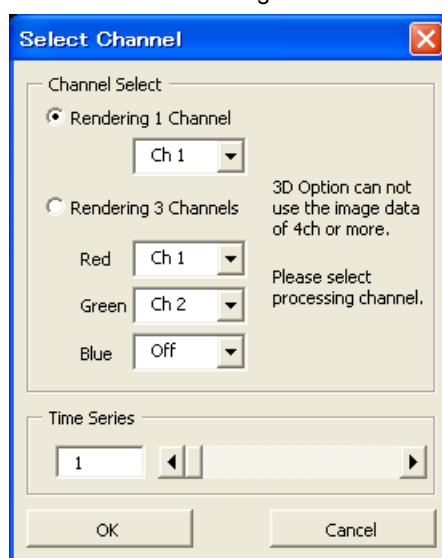 Select Channel
Channel Select
Rendering 1 Channel
Ch 1
3D Option can not
Rendering 3 Channels
use the image data
of 4ch or more.
Red Ch 1
Please select
Green Ch 2
processing channel.
Blue Off
Time Series
1
OK Cancel